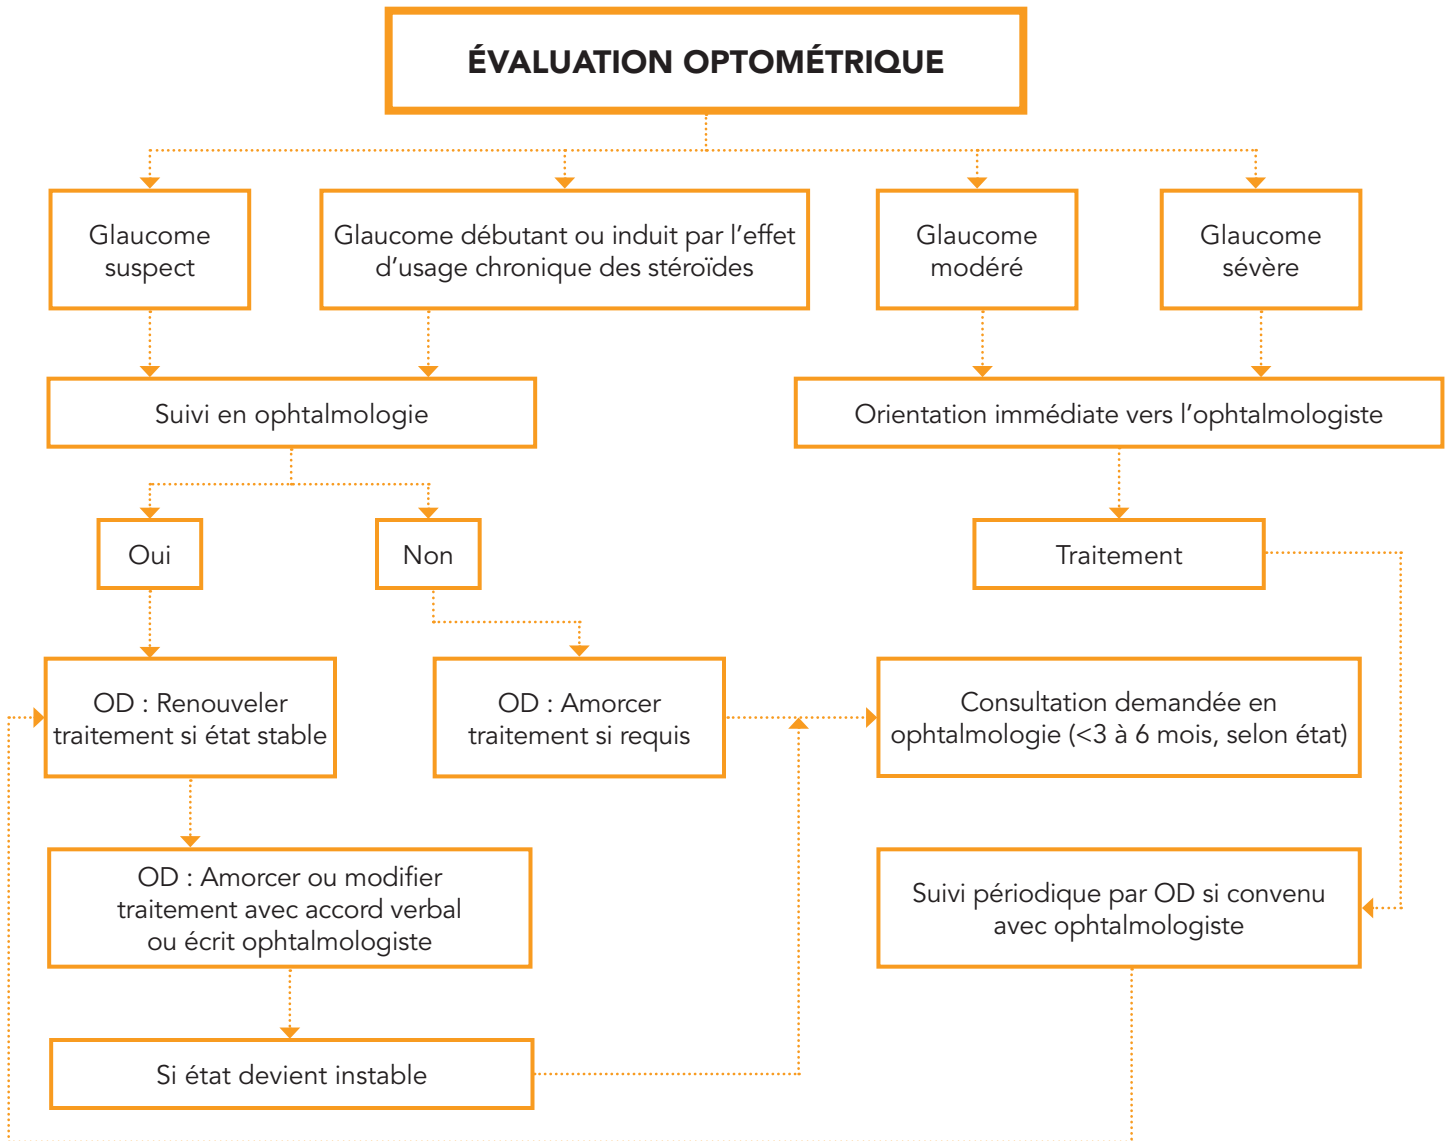 ÉVALUATION OPTOMÉTRIQUE
Glaucome
suspect
Glaucome débutant ou induit par l'effet
d'usage chronique des stéroïdes
Glaucome
modéré
Glaucome
sévère
Suivi en ophtalmologie
Orientation immédiate vers l'ophtalmologiste
Oui
Non
Traitement
OD : Renouveler
traitement si état stable
OD : Amorcer
traitement si requis
Consultation demandée en
ophtalmologie (<3 à 6 mois, selon état)
OD : Amorcer ou modifier
traitement avec accord verbal
ou écrit ophtalmologiste
Suivi périodique par OD si convenu
avec ophtalmologiste
Si état devient instable